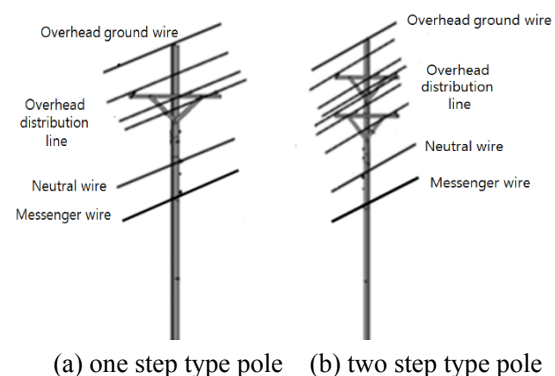 Overhead ground wire
Overhead
distribution
line
Neutral wire
Messenger wire
Overhead ground wire
Overhead
distribution
line
Neutral wire
Messenger wire
(a) one step type pole
(b) two step type pole